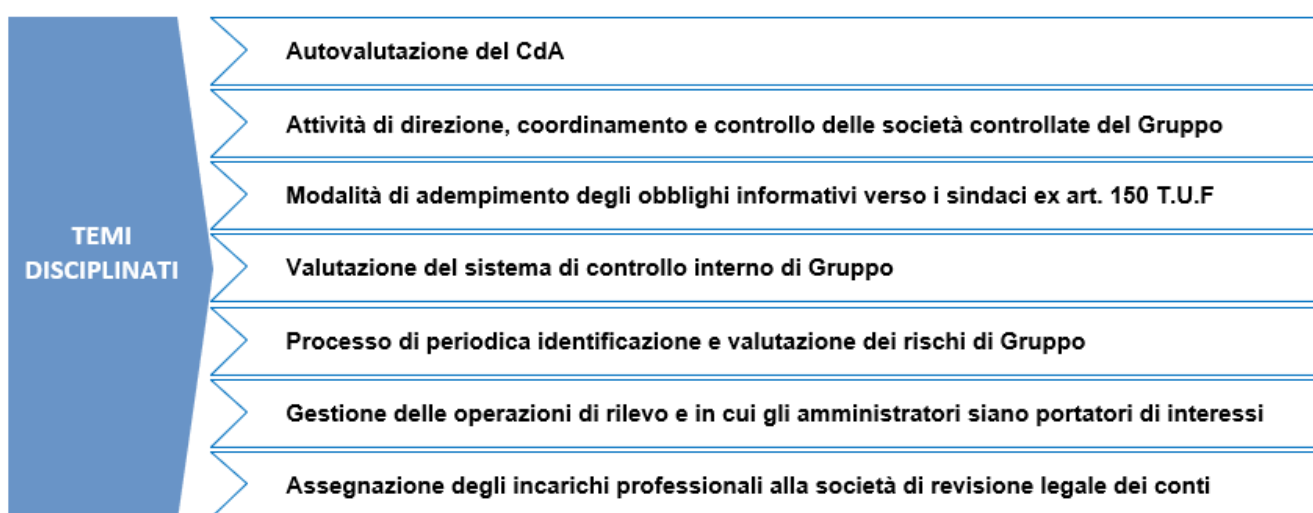 TEMI
DISCIPLINATI
Autovalutazione del CdA
Attività di direzione, coordinamento e controllo delle società controllate del Gruppo
Modalità di adempimento degli obblighi informativi verso i sindaci ex art. 150 T.U.F
Valutazione del sistema di controllo interno di Gruppo
Processo di periodica identificazione e valutazione dei rischi di Gruppo
Gestione delle operazioni di rilievo e in cui gli amministratori siano portatori di interessi
Assegnazione degli incarichi professionali alla società di revisione legale dei conti